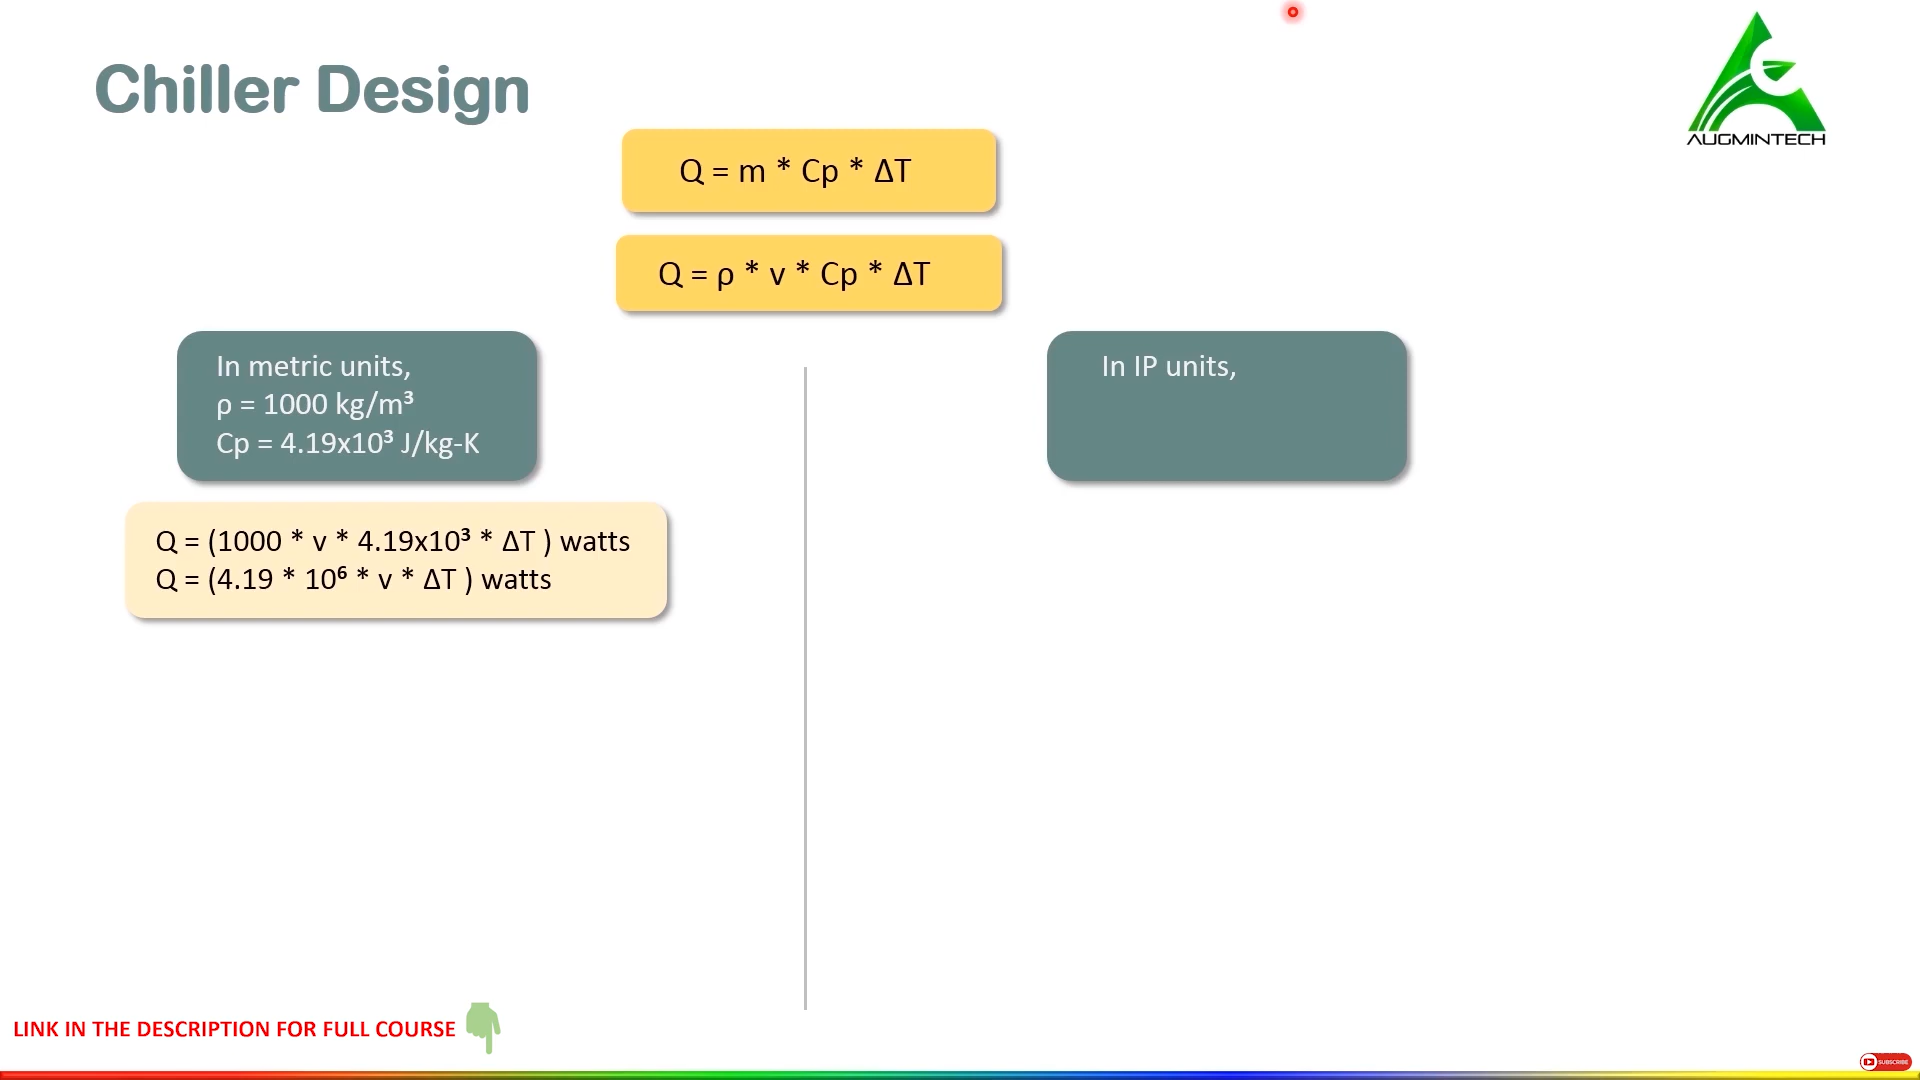 Chiller Design
AUGMINTECH
Q = m * Cp * ΔT
Q = ρ * v * Cp * ΔT
In metric units,
ρ = 1000 kg/m³
Cp = 4.19x10³ J/kg-K
In IP units,
Q = (1000 * v * 4.19x10³ * ΔT ) watts
Q = (4.19 * 10⁶ * v * ΔT ) watts
LINK IN THE DESCRIPTION FOR FULL COURSE
SUBSCRIBE